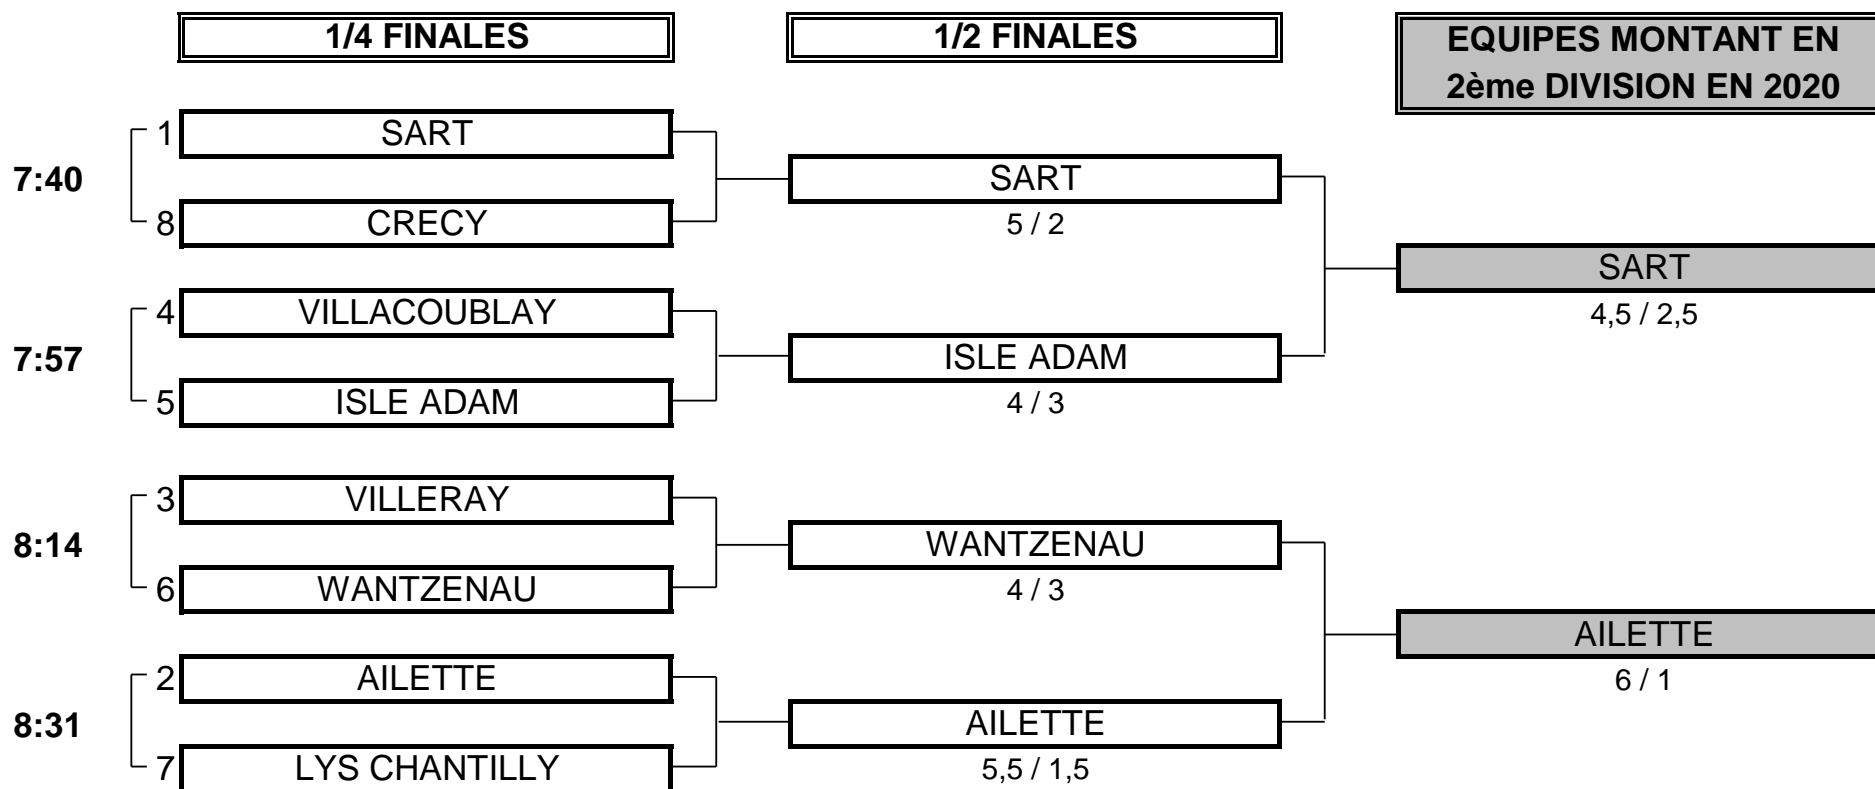 1/4 FINALES
1/2 FINALES
EQUIPES MONTANT EN
2ème DIVISION EN 2020
7:40
1 SART
8 CRECY
SART
5 / 2
7:57
4 VILLACOUBLAY
5 ISLE ADAM
ISLE ADAM
4 / 3
SART
4,5 / 2,5
8:14
3 VILLERAY
6 WANTZENAU
WANTZENAU
4 / 3
8:31
2 AILETTE
7 LYS CHANTILLY
AILETTE
5,5 / 1,5
AILETTE
6 / 1